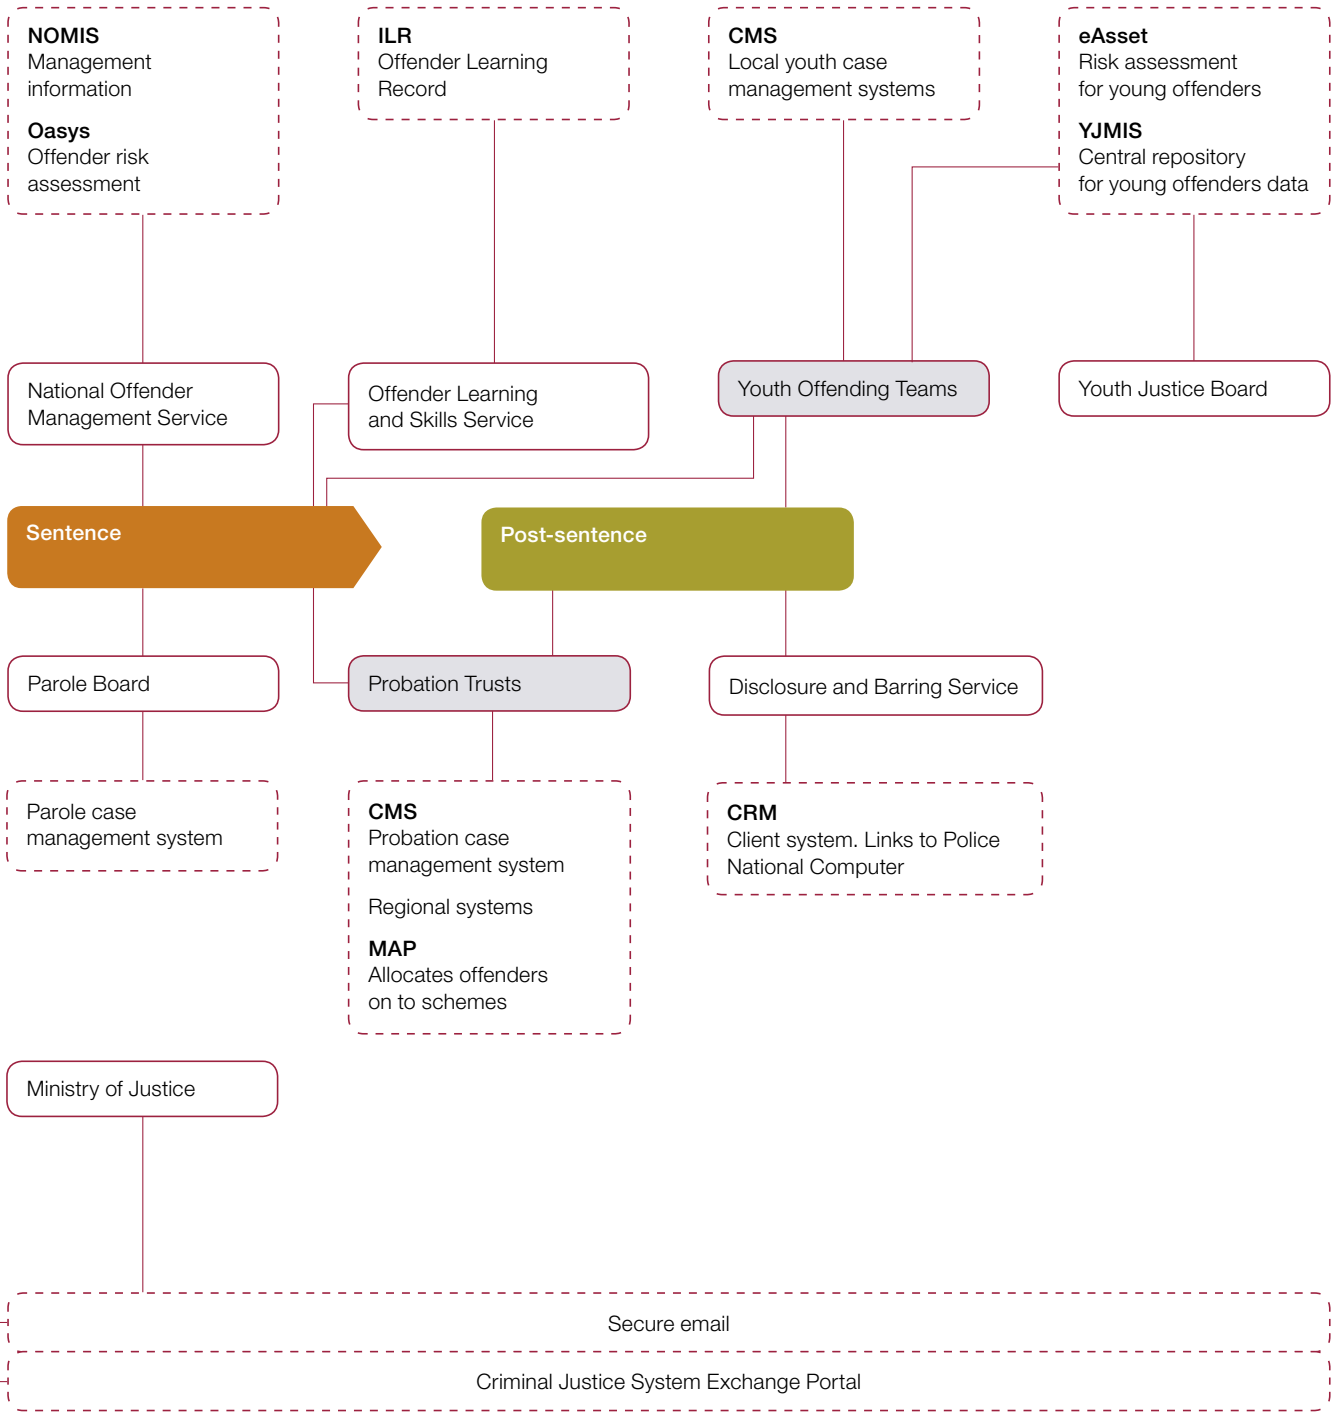 NOMIS
Management
information
Oasys
Offender risk
assessment
ILR
Offender Learning
Record
CMS
Local youth case
management systems
eAsset
Risk assessment
for young offenders
YJMIS
Central repository
for young offenders data
National Offender
Management Service
Offender Learning
and Skills Service
Youth Offending Teams
Youth Justice Board
Sentence
Post-sentence
Parole Board
Probation Trusts
Disclosure and Barring Service
Parole case
management system
CMS
Probation case
management system
Regional systems
MAP
Allocates offenders
on to schemes
CRM
Client system. Links to Police
National Computer
Ministry of Justice
Secure email
Criminal Justice System Exchange Portal